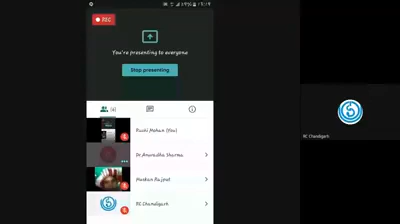 REC
You're presenting to everyone
Stop presenting
(4)
Ruchi Mohan (You)
Dr.Anuradha Sharma
Muskan Rajput
RC Chandigarh
RC Chandigarh